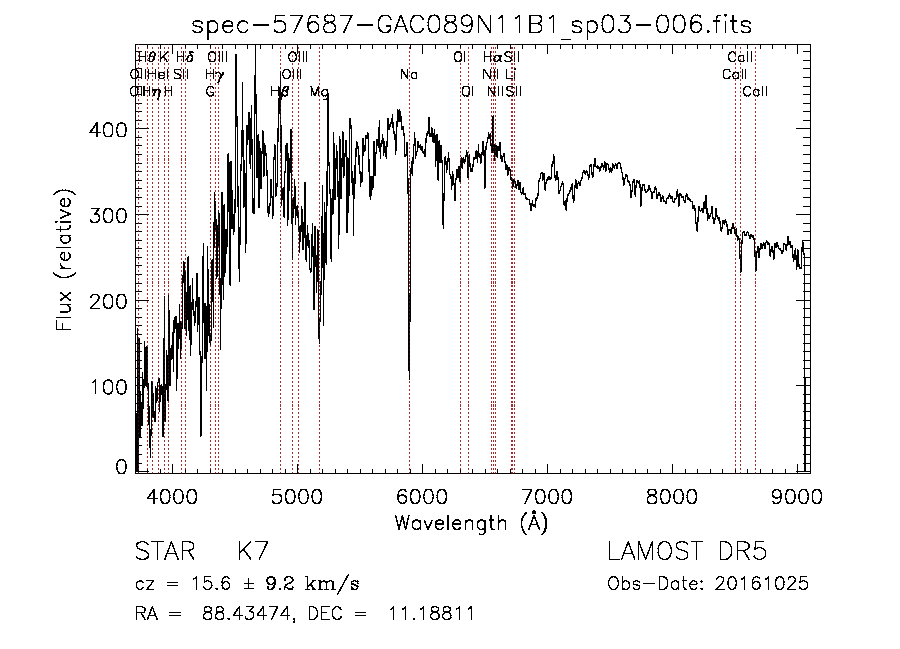 spec-57687-GAC089N11B1_sp03-006.fits
Hθ K Hδ OIII OIII OI Hα SII CaII
OII HeI SII Hγ OIII Na NII Li CaII
OII Hη H G Hβ Mg OI NII SII CaII
400
300
200
100
0
Flux (relative)
4000 5000 6000 7000 8000 9000
Wavelength (Å)
STAR K7 LAMOST DR5
cz = 15.6 ± 9.2 km/s Obs-Date: 20161025
RA = 88.43474, DEC = 11.18811